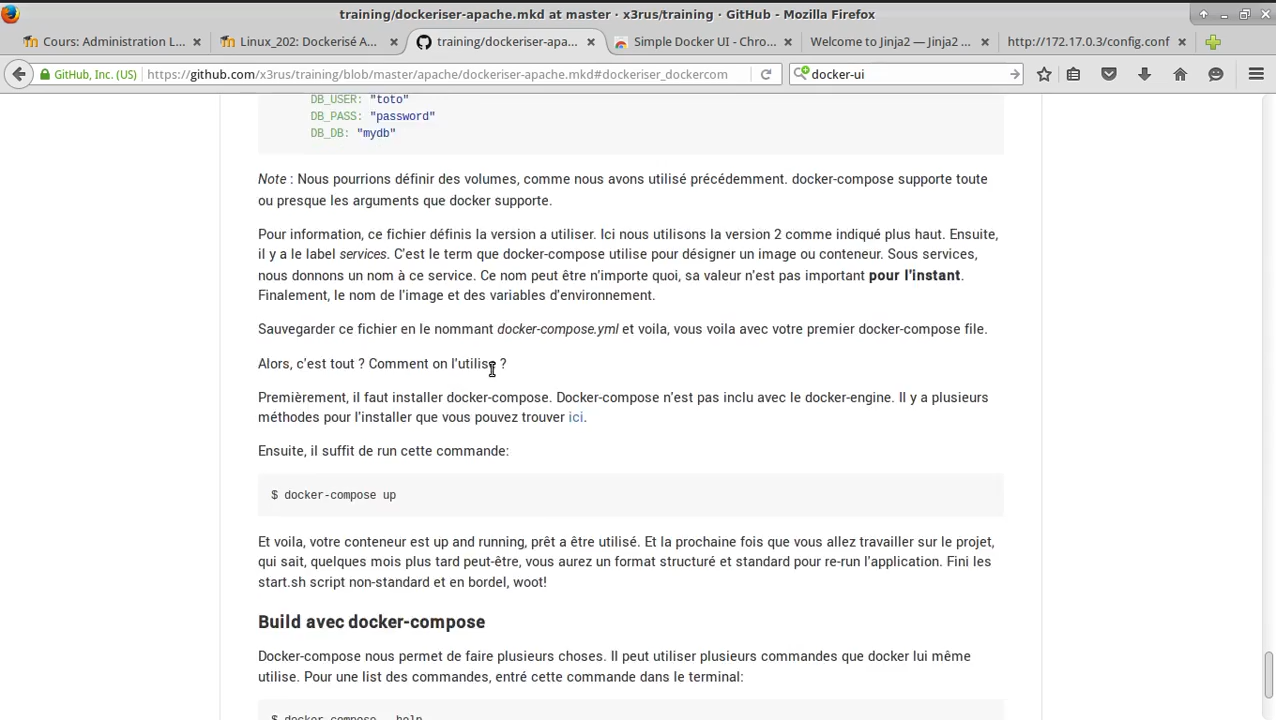 training/dockeriser-apache.mkd at master · x3rus/training · GitHub - Mozilla Firefox
Cours: Administration L... Linux_202: Dockerisé A... training/dockeriser-apa... Simple Docker UI - Chro... Welcome to Jinja2 — Jinja2 ... http://172.17.0.3/config.conf
GitHub, Inc. (US) https://github.com/x3rus/training/blob/master/apache/dockeriser-apache.mkd#dockeriser_dockercom docker-ui
DB_USER: "toto"
DB_PASS: "password"
DB_DB: "mydb"
Note : Nous pourrions définir des volumes, comme nous avons utilisé précédemment. docker-compose supporte toute
ou presque les arguments que docker supporte.
Pour information, ce fichier définis la version a utiliser. Ici nous utilisons la version 2 comme indiqué plus haut. Ensuite,
il y a le label services. C'est le term que docker-compose utilise pour désigner un image ou conteneur. Sous services,
nous donnons un nom à ce service. Ce nom peut être n'importe quoi, sa valeur n'est pas important pour l'instant.
Finalement, le nom de l'image et des variables d'environnement.
Sauvegarder ce fichier en le nommant docker-compose.yml et voila, vous voila avec votre premier docker-compose file.
Alors, c'est tout ? Comment on l'utilise ?
Premièrement, il faut installer docker-compose. Docker-compose n'est pas inclu avec le docker-engine. Il y a plusieurs
méthodes pour l'installer que vous pouvez trouver ici.
Ensuite, il suffit de run cette commande:
$ docker-compose up
Et voila, votre conteneur est up and running, prêt a être utilisé. Et la prochaine fois que vous allez travailler sur le projet,
qui sait, quelques mois plus tard peut-être, vous aurez un format structuré et standard pour re-run l'application. Fini les
start.sh script non-standard et en bordel, woot!
Build avec docker-compose
Docker-compose nous permet de faire plusieurs choses. Il peut utiliser plusieurs commandes que docker lui même
utilise. Pour une list des commandes, entré cette commande dans le terminal:
$ docker-compose --help